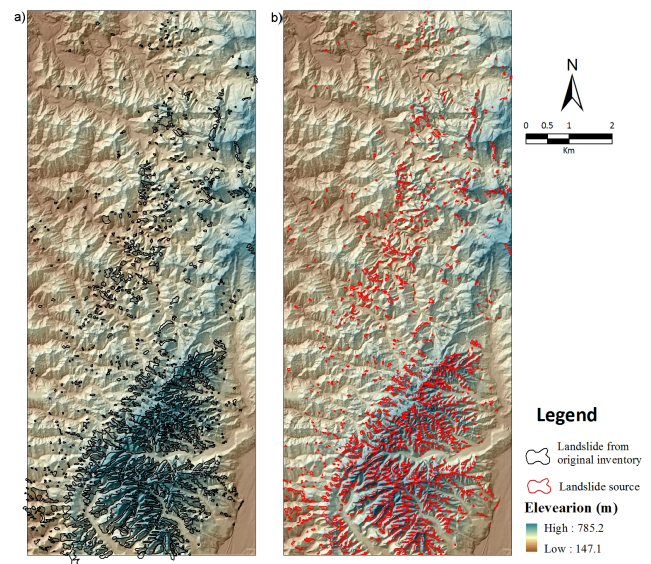 a)
b)
N
0 0.5 1 2
Km
Legend
Landslide from
original inventory
Landslide source
Elevearion (m)
High : 785.2
Low : 147.1